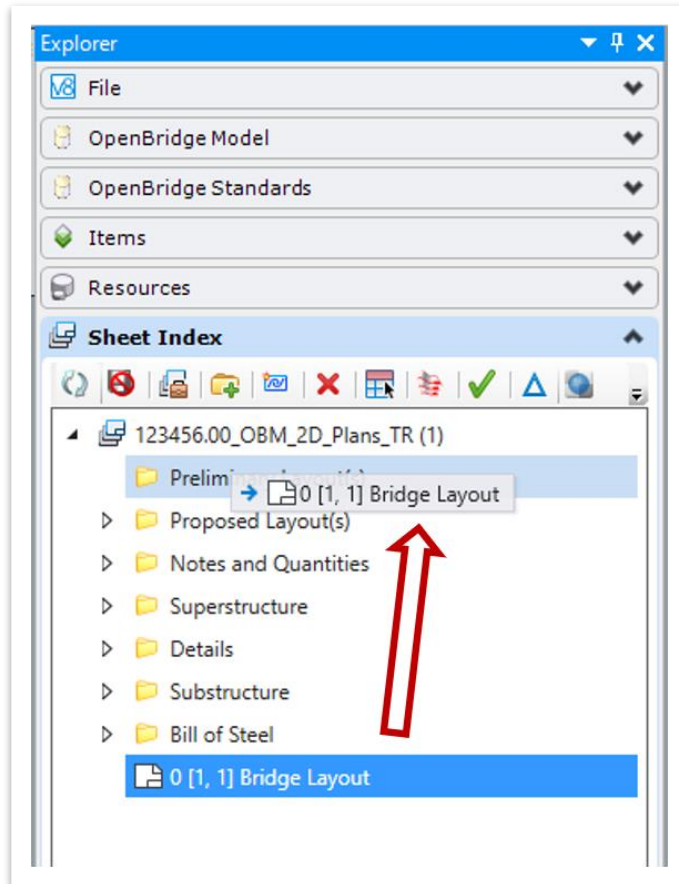 Explorer
File
OpenBridge Model
OpenBridge Standards
Items
Resources
Sheet Index
123456.00_OBM_2D_Plans_TR (1)
Prelim
0 [1, 1] Bridge Layout
Proposed Layout(s)
Notes and Quantities
Superstructure
Details
Substructure
Bill of Steel
0 [1, 1] Bridge Layout